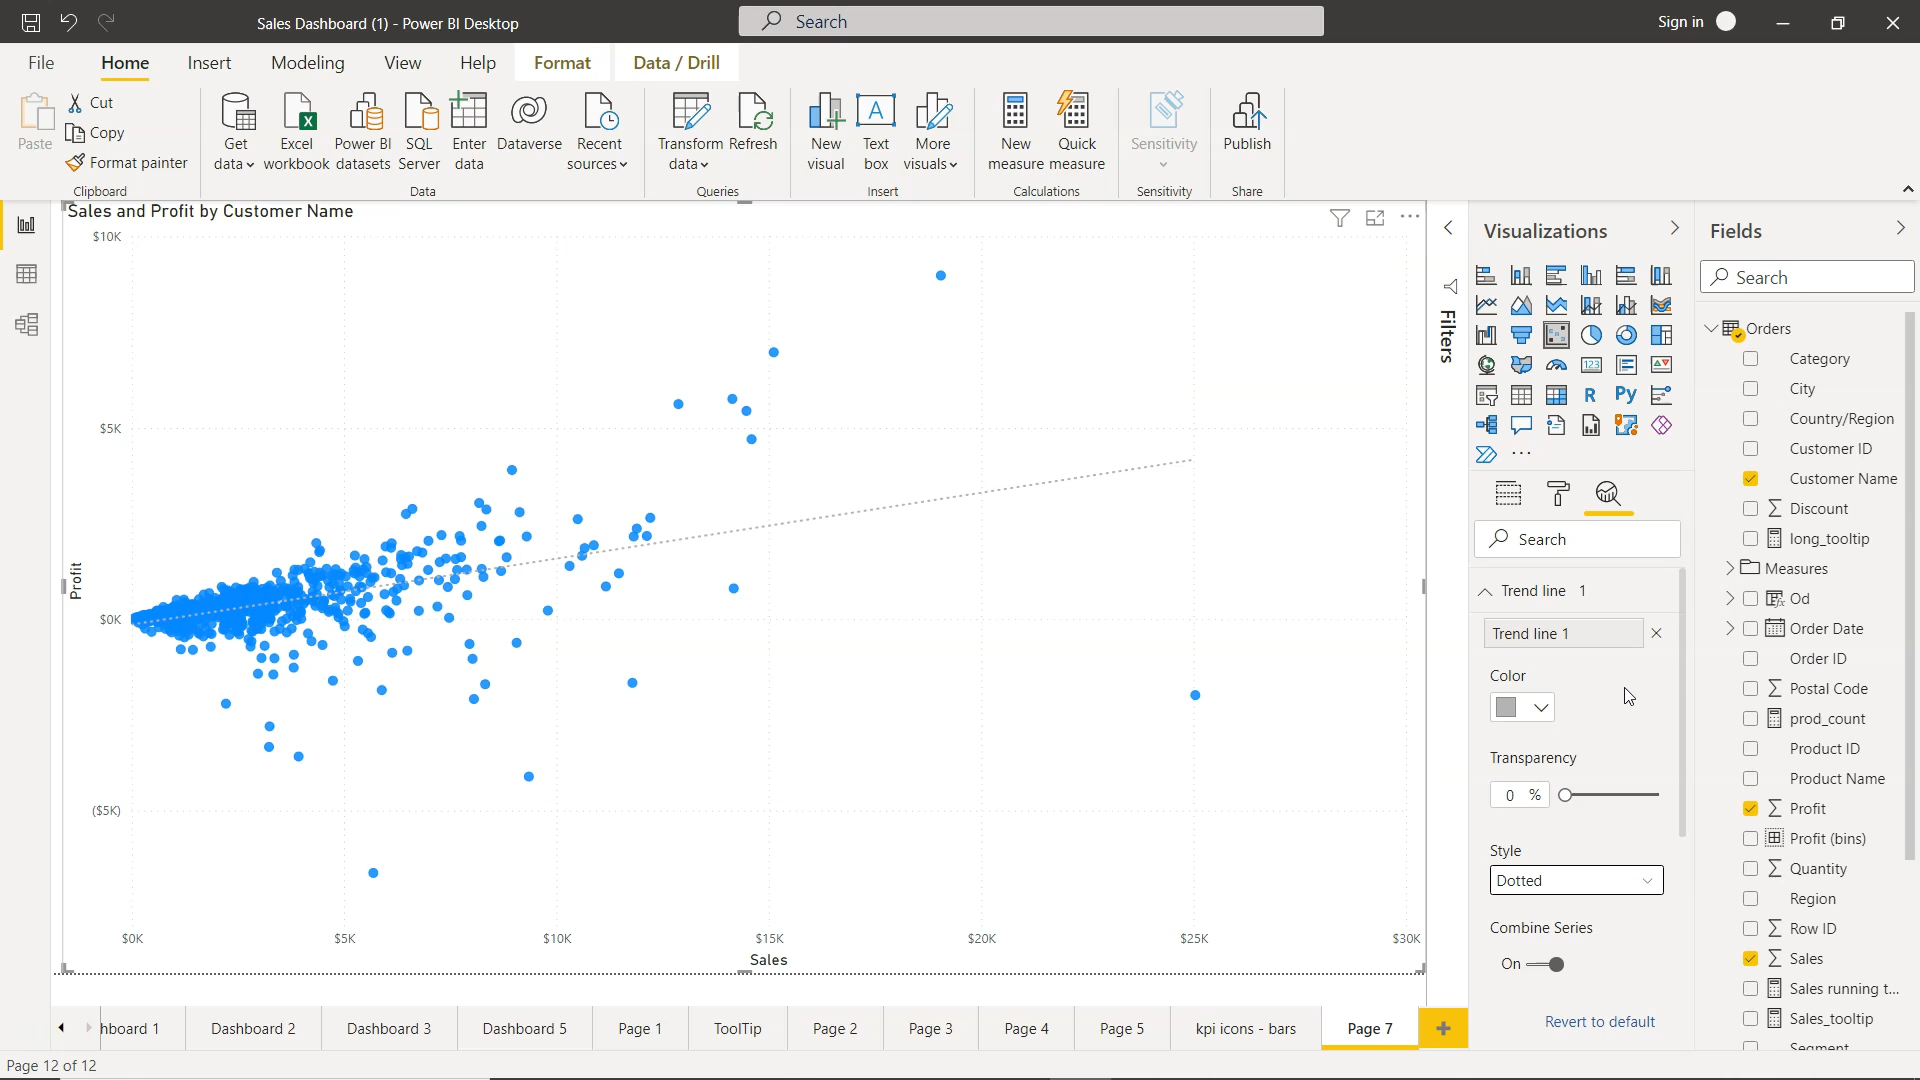 Sales Dashboard (1) - Power BI Desktop
Search
Sign in
File
Home
Insert
Modeling
View
Help
Format
Data / Drill
Paste
Cut
Copy
Format painter
Clipboard
Get data
Excel workbook
Power BI datasets
SQL Server
Enter data
Dataverse
Recent sources
Data
Transform data
Refresh
Queries
New visual
Text box
More visuals
Insert
New measure
Quick measure
Calculations
Sensitivity
Sensitivity
Publish
Share
Sales and Profit by Customer Name
$10K
$5K
$0K
($5K)
Profit
$0K
$5K
$10K
$15K
$20K
$25K
$30K
Sales
Filters
Visualizations
123
R
Py
Search
Trend line 1
Trend line 1
Color
Transparency
0 %
Style
Dotted
Combine Series
On
Revert to default
Fields
Search
Orders
Category
City
Country/Region
Customer ID
Customer Name
Discount
long_tooltip
Measures
Od
Order Date
Order ID
Postal Code
prod_count
Product ID
Product Name
Profit
Profit (bins)
Quantity
Region
Row ID
Sales
Sales running t...
Sales_tooltip
Segment
hboard 1
Dashboard 2
Dashboard 3
Dashboard 5
Page 1
ToolTip
Page 2
Page 3
Page 4
Page 5
kpi icons - bars
Page 7
Page 12 of 12